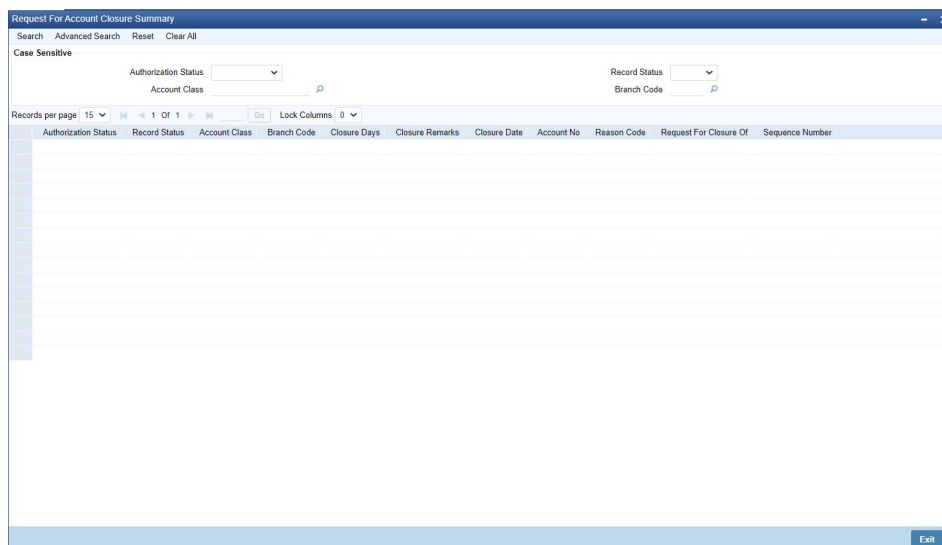 Request For Account Closure Summary
Search Advanced Search Reset Clear All
Case Sensitive
Authorization Status Record Status
Account Class Branch Code
Records per page 15 1 Of 1 Go Lock Columns 0
Authorization Status Record Status Account Class Branch Code Closure Days Closure Remarks Closure Date Account No Reason Code Request For Closure Of Sequence Number
Exit